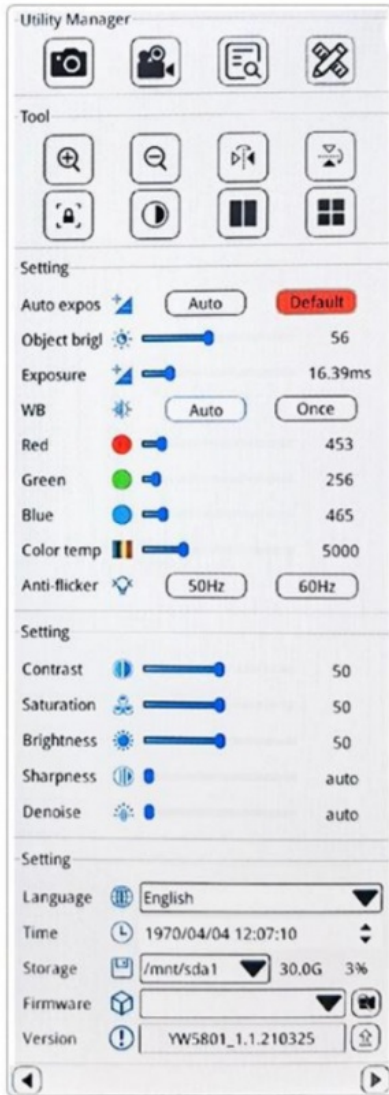 Utility Manager
Tool
Setting
Auto expos Auto Default
Object brigl 56
Exposure 16.39ms
WB Auto Once
Red 453
Green 256
Blue 465
Color temp 5000
Anti-flicker 50Hz 60Hz
Setting
Contrast 50
Saturation 50
Brightness 50
Sharpness auto
Denoise auto
Setting
Language English
Time 1970/04/04 12:07:10
Storage /mnt/sda1 30.0G 3%
Firmware
Version YW5801_1.1.210325